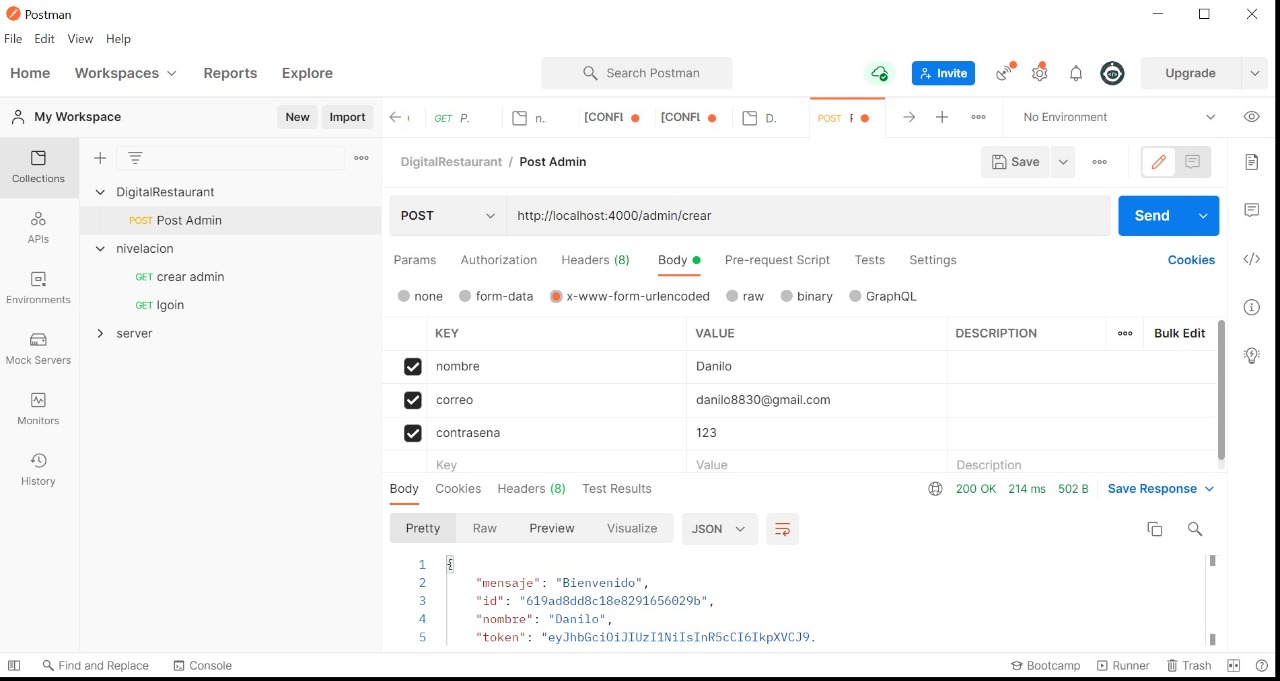 Postman
File Edit View Help
Home Workspaces Reports Explore Search Postman Invite Upgrade
My Workspace New Import GET P. n. [CONFL [CONFL D. POST No Environment
Collections
APIs
Environments
Mock Servers
Monitors
History
DigitalRestaurant
POST Post Admin
nivelacion
GET crear admin
GET lgoin
server
DigitalRestaurant / Post Admin Save
POST http://localhost:4000/admin/crear Send
Params Authorization Headers (8) Body Pre-request Script Tests Settings Cookies
none form-data x-www-form-urlencoded raw binary GraphQL
KEY VALUE DESCRIPTION Bulk Edit
nombre Danilo
correo danilo8830@gmail.com
contrasena 123
Key Value Description
Body Cookies Headers (8) Test Results 200 OK 214 ms 502 B Save Response
Pretty Raw Preview Visualize JSON
1 {
2 "mensaje": "Bienvenido",
3 "id": "619ad8dd8c18e8291656029b",
4 "nombre": "Danilo",
5 "token": "eyJhbGciOiJIUzI1NiIsInR5cCI6IkpXVCJ9.
Find and Replace Console Bootcamp Runner Trash